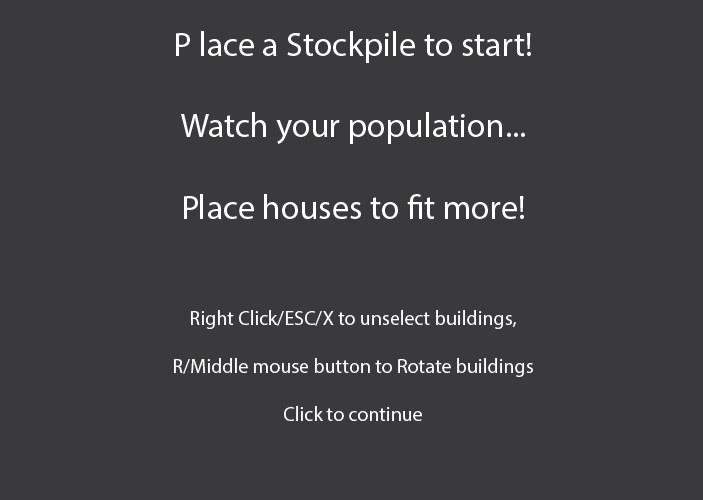 P lace a Stockpile to start!
Watch your population...
Place houses to fit more!
Right Click/ESC/X to unselect buildings,
R/Middle mouse button to Rotate buildings
Click to continue